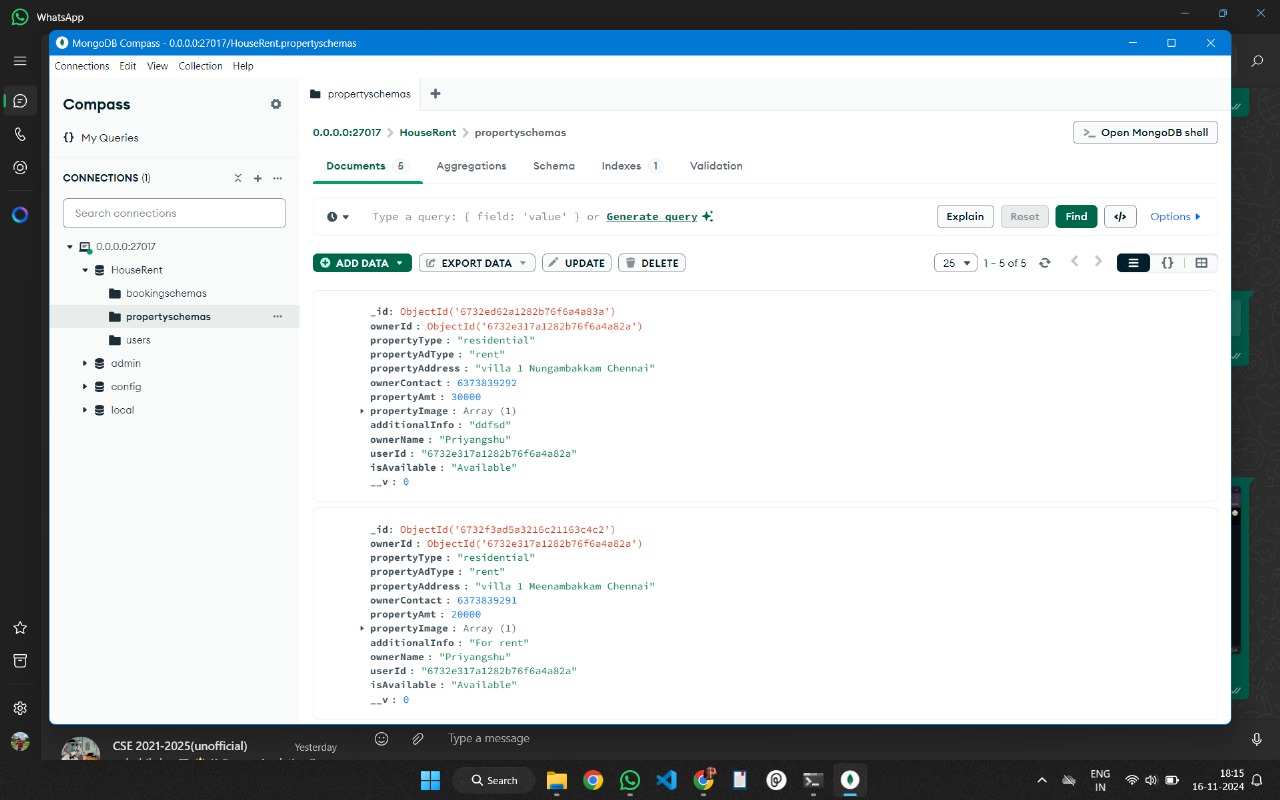 WhatsApp
MongoDB Compass - 0.0.0.0:27017/HouseRent.propertyschemas
Connections Edit View Collection Help
Compass
{} My Queries
CONNECTIONS (1)
Search connections
0.0.0.0:27017
HouseRent
bookingschemas
propertyschemas
users
admin
config
local
propertyschemas
0.0.0.0:27017 > HouseRent > propertyschemas
>_ Open MongoDB shell
Documents 5 Aggregations Schema Indexes 1 Validation
Type a query: { field: 'value' } or Generate query
Explain Reset Find </> Options
ADD DATA EXPORT DATA UPDATE DELETE
25 1 – 5 of 5 {}
_id: ObjectId('6732ed62a1282b76f6a4a83a')
ownerId : ObjectId('6732e317a1282b76f6a4a82a')
propertyType : "residential"
propertyAdType : "rent"
propertyAddress : "villa 1 Nungambakkam Chennai"
ownerContact : 6373839292
propertyAmt : 30000
propertyImage : Array (1)
additionalInfo : "ddfsd"
ownerName : "Priyangshu"
userId : "6732e317a1282b76f6a4a82a"
isAvailable : "Available"
__v : 0
_id: ObjectId('6732f3ad5a3216c21163c4c2')
ownerId : ObjectId('6732e317a1282b76f6a4a82a')
propertyType : "residential"
propertyAdType : "rent"
propertyAddress : "villa 1 Meenambakkam Chennai"
ownerContact : 6373839291
propertyAmt : 20000
propertyImage : Array (1)
additionalInfo : "For rent"
ownerName : "Priyangshu"
userId : "6732e317a1282b76f6a4a82a"
isAvailable : "Available"
__v : 0
CSE 2021-2025(unofficial) Yesterday
Type a message
Search
ENG
IN
18:15
16-11-2024